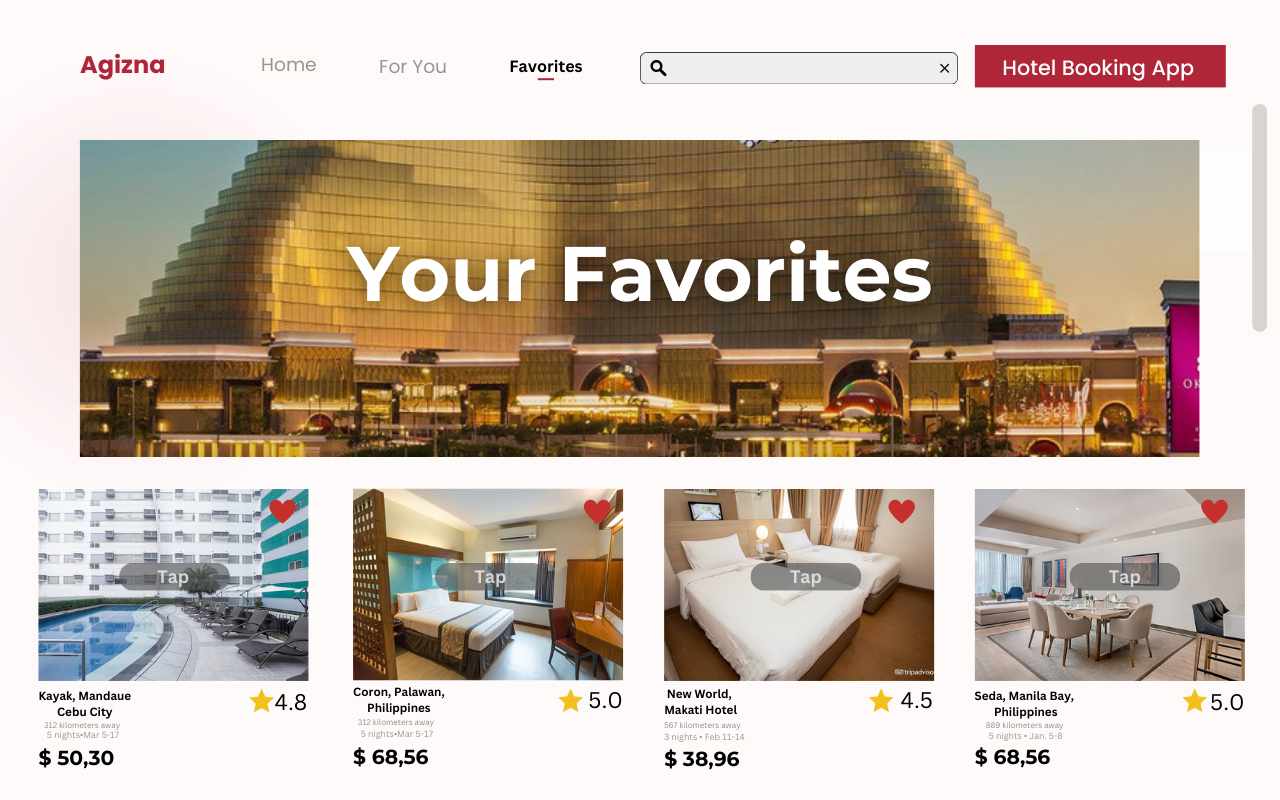 Agizna
Home
For You
Favorites
Hotel Booking App
Your Favorites
Tap
Tap
Tap
Tap
tripadvisor
Kayak, Mandaue
Cebu City
4.8
312 kilometers away
5 nights•Mar 5-17
$ 50,30
Coron, Palawan,
Philippines
5.0
312 kilometers away
5 nights•Mar 5-17
$ 68,56
New World,
Makati Hotel
4.5
567 kilometers away
3 nights • Feb 11-14
$ 38,96
Seda, Manila Bay,
Philippines
5.0
889 kilometers away
5 nights • Jan. 5-8
$ 68,56